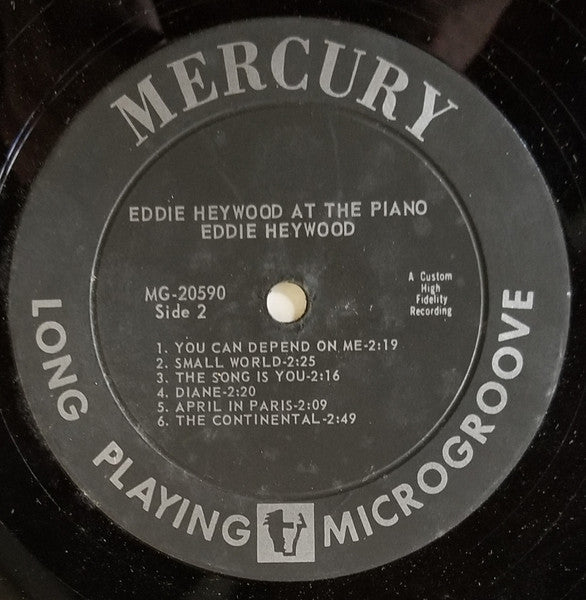 MERCURY
EDDIE HEYWOOD AT THE PIANO
EDDIE HEYWOOD
MG-20590
Side 2
A Custom
High
Fidelity
Recording
1. YOU CAN DEPEND ON ME-2:19
2. SMALL WORLD-2:25
3. THE SONG IS YOU-2:16
4. DIANE-2:20
5. APRIL IN PARIS-2:09
6. THE CONTINENTAL-2:49
LONG PLAYING MICROGROOVE